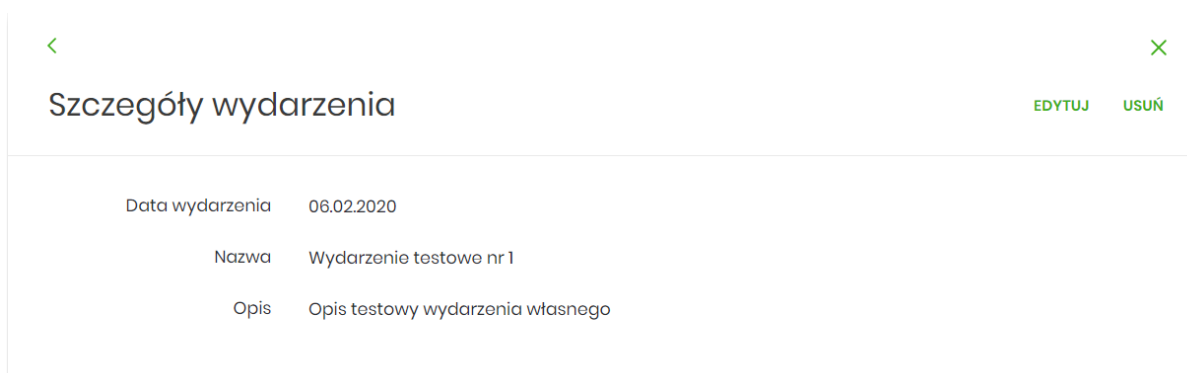 Szczegóły wydarzenia
EDYTUJ USUŃ
Data wydarzenia 06.02.2020
Nazwa Wydarzenie testowe nr 1
Opis Opis testowy wydarzenia własnego